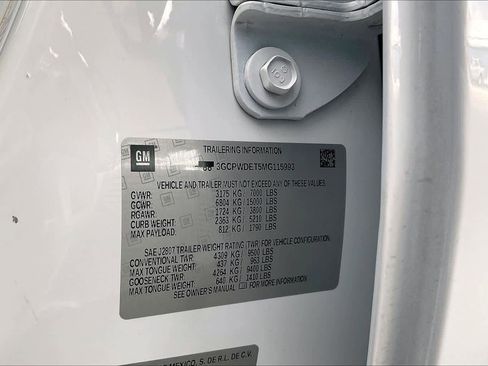 GM
TRAILERING INFORMATION
3GCPWDET5MG115993
VEHICLE AND TRAILER MUST NOT EXCEED ANY OF THESE VALUES:
GVWR: 3175 KG / 7000 LBS
GCWR: 6804 KG / 15000 LBS
RGAWR: 1724 KG / 3800 LBS
CURB WEIGHT: 2363 KG / 5210 LBS
MAX PAYLOAD: 812 KG / 1790 LBS
SAE J2807 TRAILER WEIGHT RATING (TWR) FOR VEHICLE CONFIGURATION.
CONVENTIONAL TWR: 4309 KG / 9500 LBS
MAX TONGUE WEIGHT: 437 KG / 963 LBS
GOOSENECK TWR: 4264 KG / 9400 LBS
MAX TONGUE WEIGHT: 640 KG / 1410 LBS
SEE OWNER'S MANUAL
MEXICO, S. DE R.L. DE C.V.